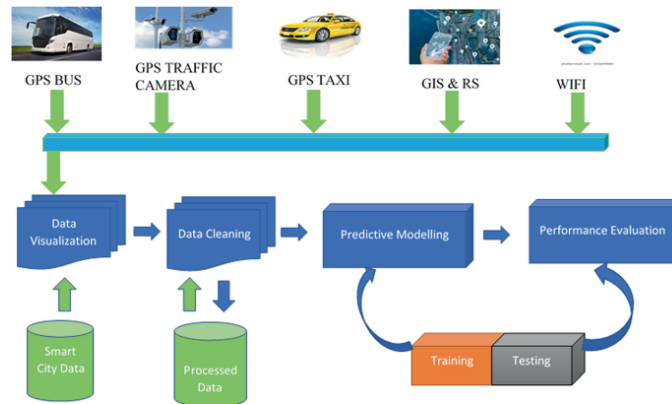 GPS BUS
GPS TRAFFIC
CAMERA
GPS TAXI
GIS & RS
WIFI
Data
Visualization
Data Cleaning
Predictive Modelling
Performance Evaluation
Smart
City Data
Processed
Data
Training
Testing